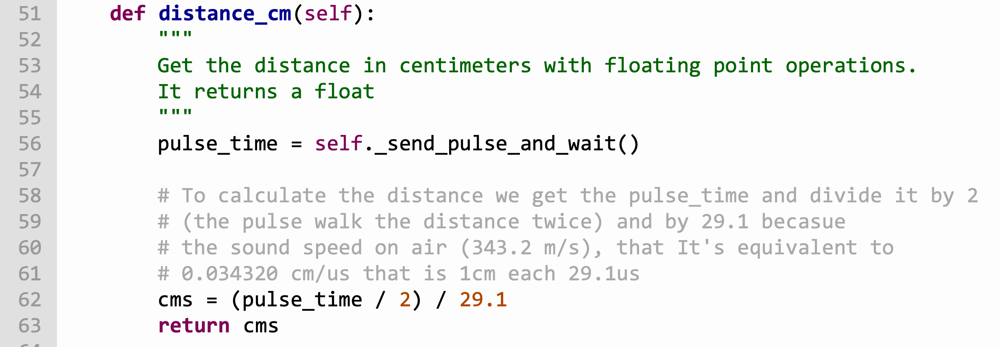 51 def distance_cm(self):
52 """
53 Get the distance in centimeters with floating point operations.
54 It returns a float
55 """
56 pulse_time = self._send_pulse_and_wait()
57
58 # To calculate the distance we get the pulse_time and divide it by 2
59 # (the pulse walk the distance twice) and by 29.1 becasue
60 # the sound speed on air (343.2 m/s), that It's equivalent to
61 # 0.034320 cm/us that is 1cm each 29.1us
62 cms = (pulse_time / 2) / 29.1
63 return cms